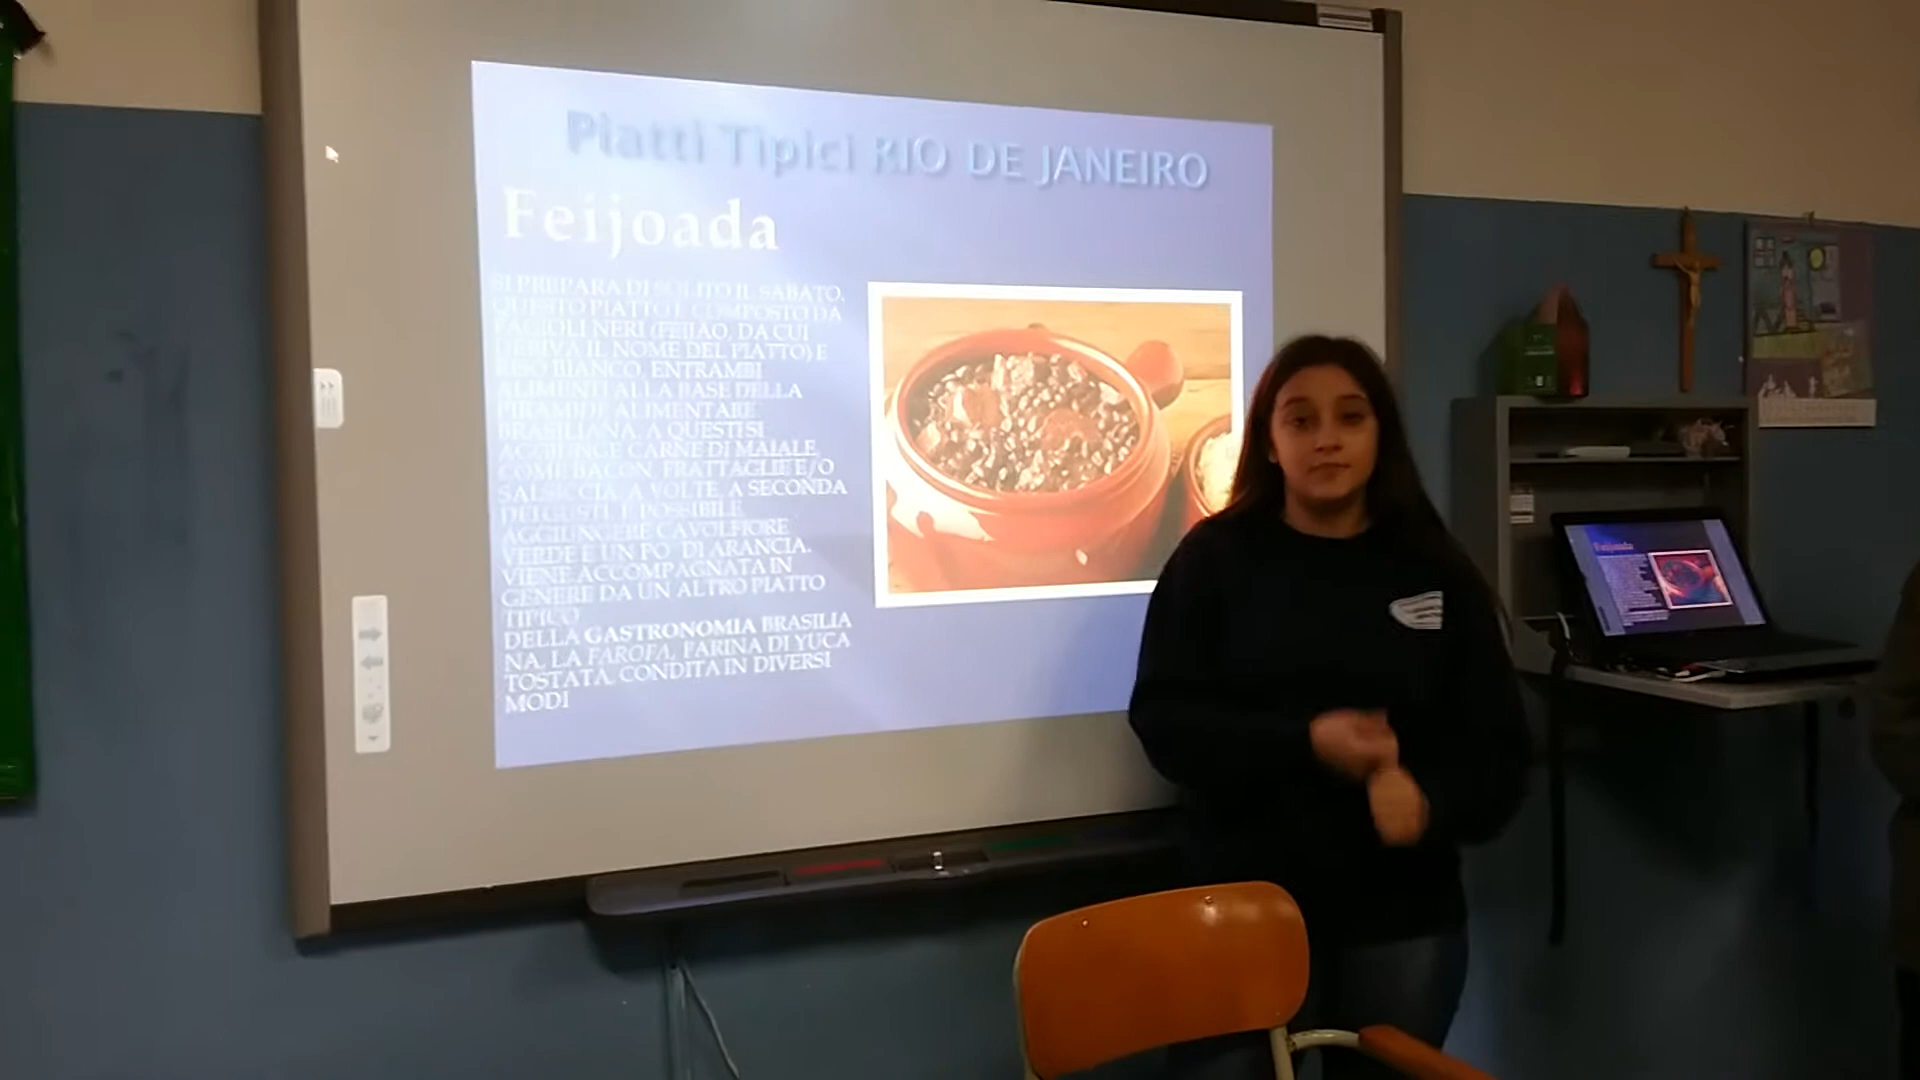 Piatti Tipici RIO DE JANEIRO
Feijoada
SI PREPARA DI SOLITO IL SABATO.
QUESTO PIATTO È COMPOSTO DA
FAGIOLI NERI (FEIJAO, DA CUI
DERIVA IL NOME DEL PIATTO) E
RISO BIANCO, ENTRAMBI
ALIMENTI ALLA BASE DELLA
PIRAMIDE ALIMENTARE
BRASILIANA. A QUESTI SI
AGGIUNGE CARNE DI MAIALE
COME BACON, FRATTAGLIE E/O
SALSICCIA. A VOLTE, A SECONDA
DEI GUSTI, È POSSIBILE
AGGIUNGERE CAVOLFIORE
VERDE E UN PO' DI ARANCIA.
VIENE ACCOMPAGNATA IN
GENERE DA UN ALTRO PIATTO
TIPICO
DELLA GASTRONOMIA BRASILIA
NA, LA FAROFA, FARINA DI YUCA
TOSTATA, CONDITA IN DIVERSI
MODI
Feijoada